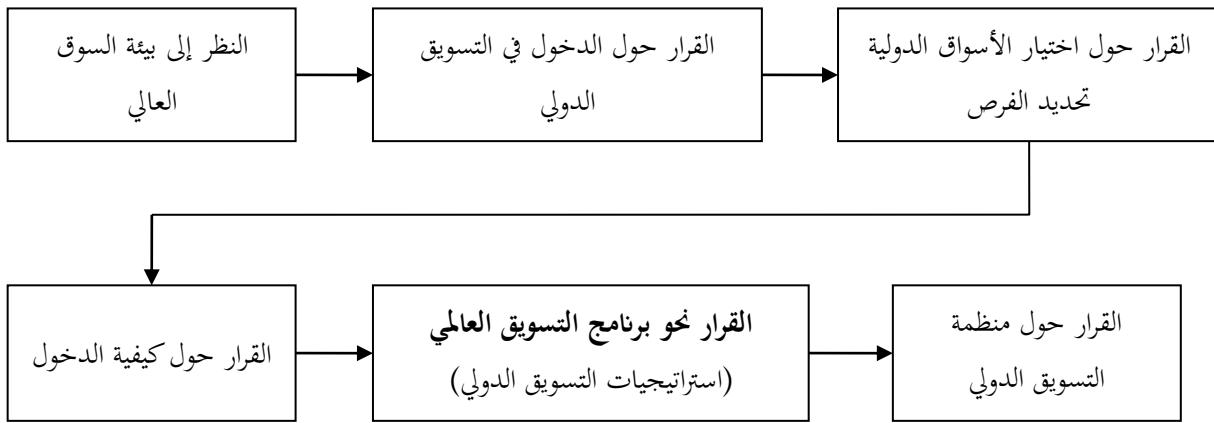 النظر إلى بيئة السوق
العالي
القرار حول الدخول في التسويق
الدولي
القرار حول اختيار الأسواق الدولية
تحديد الفرص
القرار حول كيفية الدخول
القرار نحو برنامج التسويق العالمي
(استراتيجيات التسويق الدولي)
القرار حول منظمة
التسويق الدولي